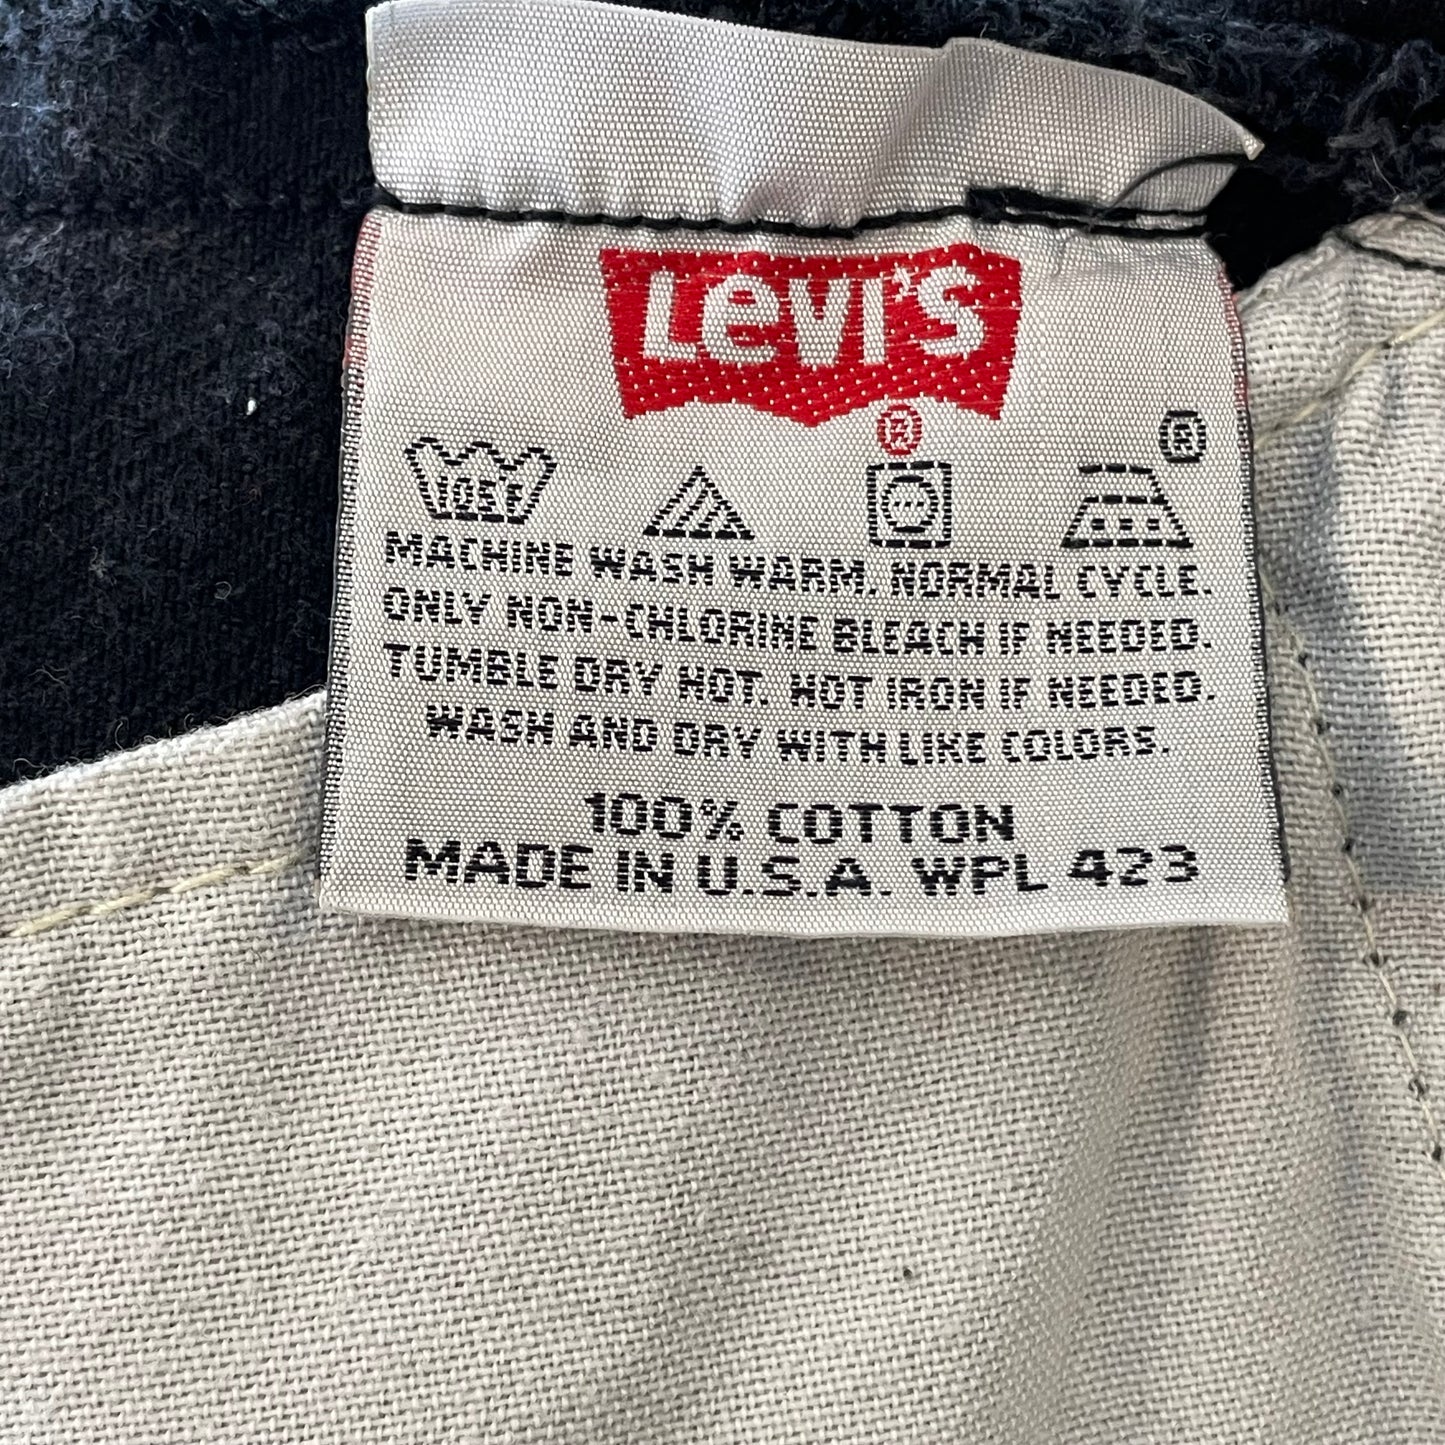 Levi's
®
®
105°F
MACHINE WASH WARM. NORMAL CYCLE.
ONLY NON-CHLORINE BLEACH IF NEEDED.
TUMBLE DRY HOT. HOT IRON IF NEEDED.
WASH AND DRY WITH LIKE COLORS.
100% COTTON
MADE IN U.S.A. WPL 423